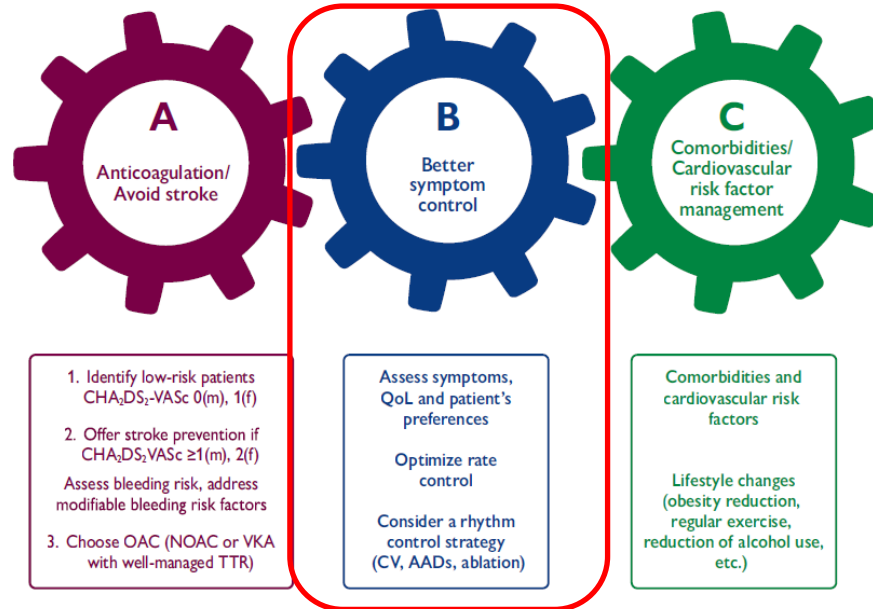 A
Anticoagulation/
Avoid stroke
B
Better
symptom
control
C
Comorbidities/
Cardiovascular
risk factor
management
1. Identify low-risk patients
CHA₂DS₂-VASc 0(m), 1(f)
2. Offer stroke prevention if
CHA₂DS₂VASc ≥1(m), 2(f)
Assess bleeding risk, address
modifiable bleeding risk factors
3. Choose OAC (NOAC or VKA
with well-managed TTR)
Assess symptoms,
QoL and patient's
preferences
Optimize rate
control
Consider a rhythm
control strategy
(CV, AADs, ablation)
Comorbidities and
cardiovascular risk
factors
Lifestyle changes
(obesity reduction,
regular exercise,
reduction of alcohol use,
etc.)